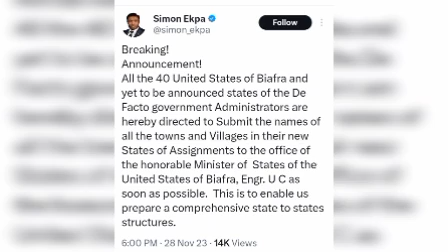 Simon Ekpa
@simon_ekpa
Follow
Breaking!
Announcement!
All the 40 United States of Biafra and
yet to be announced states of the De
Facto government Administrators are
hereby directed to Submit the names of
all the towns and Villages in their new
States of Assignments to the office of
the honorable Minister of States of the
United States of Biafra, Engr. U C as
soon as possible. This is to enable us
prepare a comprehensive state to states
structures.
6:00 PM · 28 Nov 23 · 14K Views